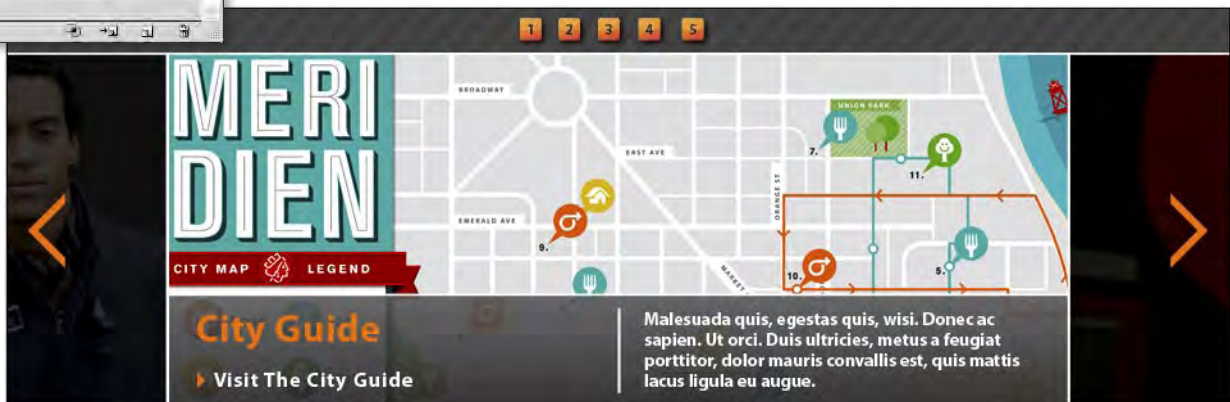 1 2 3 4 5
MERI
DIEN
CITY MAP LEGEND
BROADWAY
EAST AVE
EMERALD AVE
MARKET
ORANGE ST
UNION PARK
7.
11.
9.
10.
5.
City Guide
Visit The City Guide
Malesuada quis, egestas quis, wisi. Donec ac
sapien. Ut orci. Duis ultricies, metus a feugiat
porttitor, dolor mauris convallis est, quis mattis
lacus ligula eu augue.